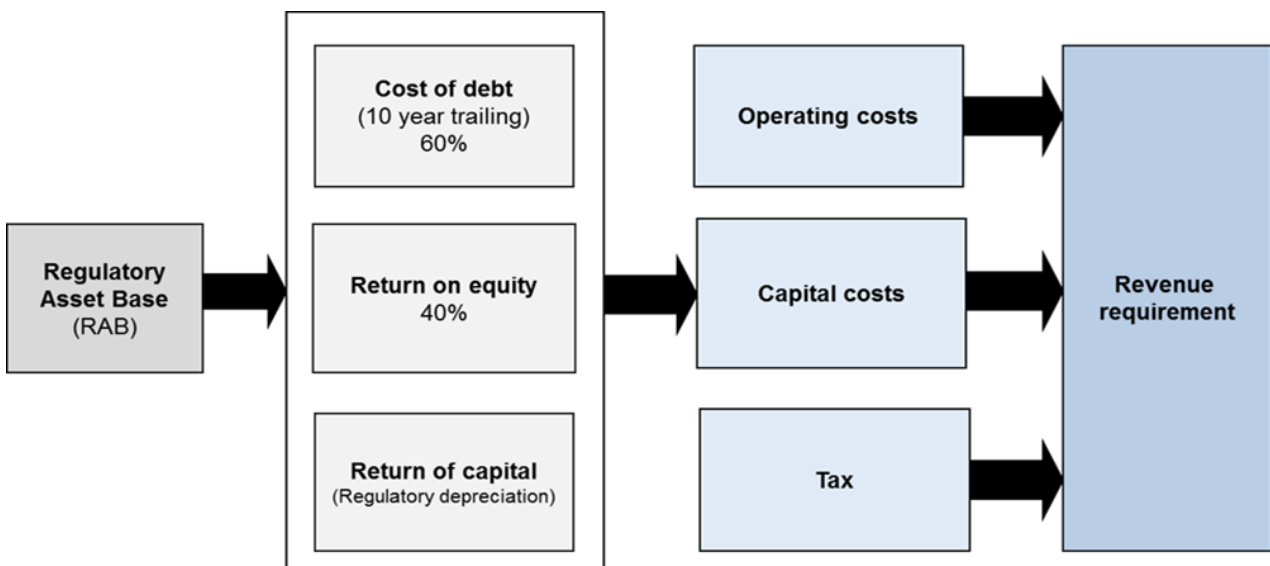 Regulatory
Asset Base
(RAB)
Cost of debt
(10 year trailing)
60%
Return on equity
40%
Return of capital
(Regulatory depreciation)
Operating costs
Capital costs
Tax
Revenue
requirement